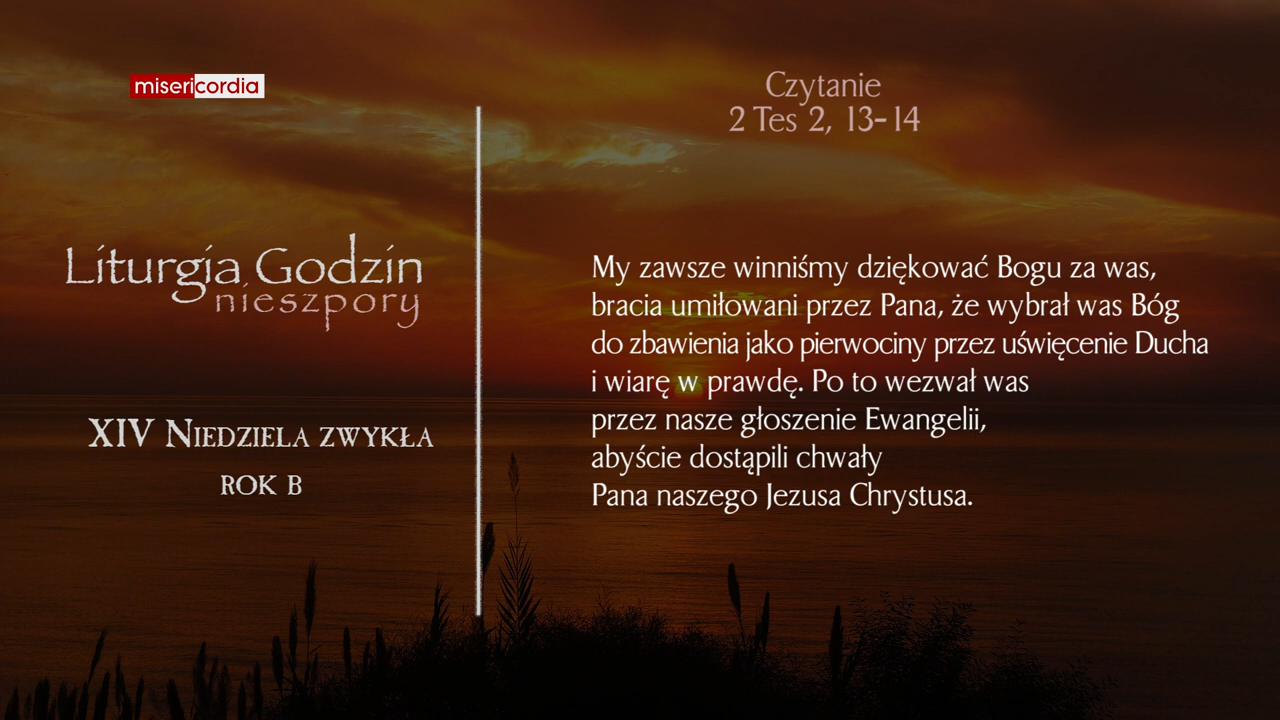 misericordia
Liturgia Godzin
nieszpory
XIV Niedziela zwykła
rok B
Czytanie
2 Tes 2, 13-14
My zawsze winniśmy dziękować Bogu za was,
bracia umiłowani przez Pana, że wybrał was Bóg
do zbawienia jako pierwociny przez uświęcenie Ducha
i wiarę w prawdę. Po to wezwał was
przez nasze głoszenie Ewangelii,
abyście dostąpili chwały
Pana naszego Jezusa Chrystusa.